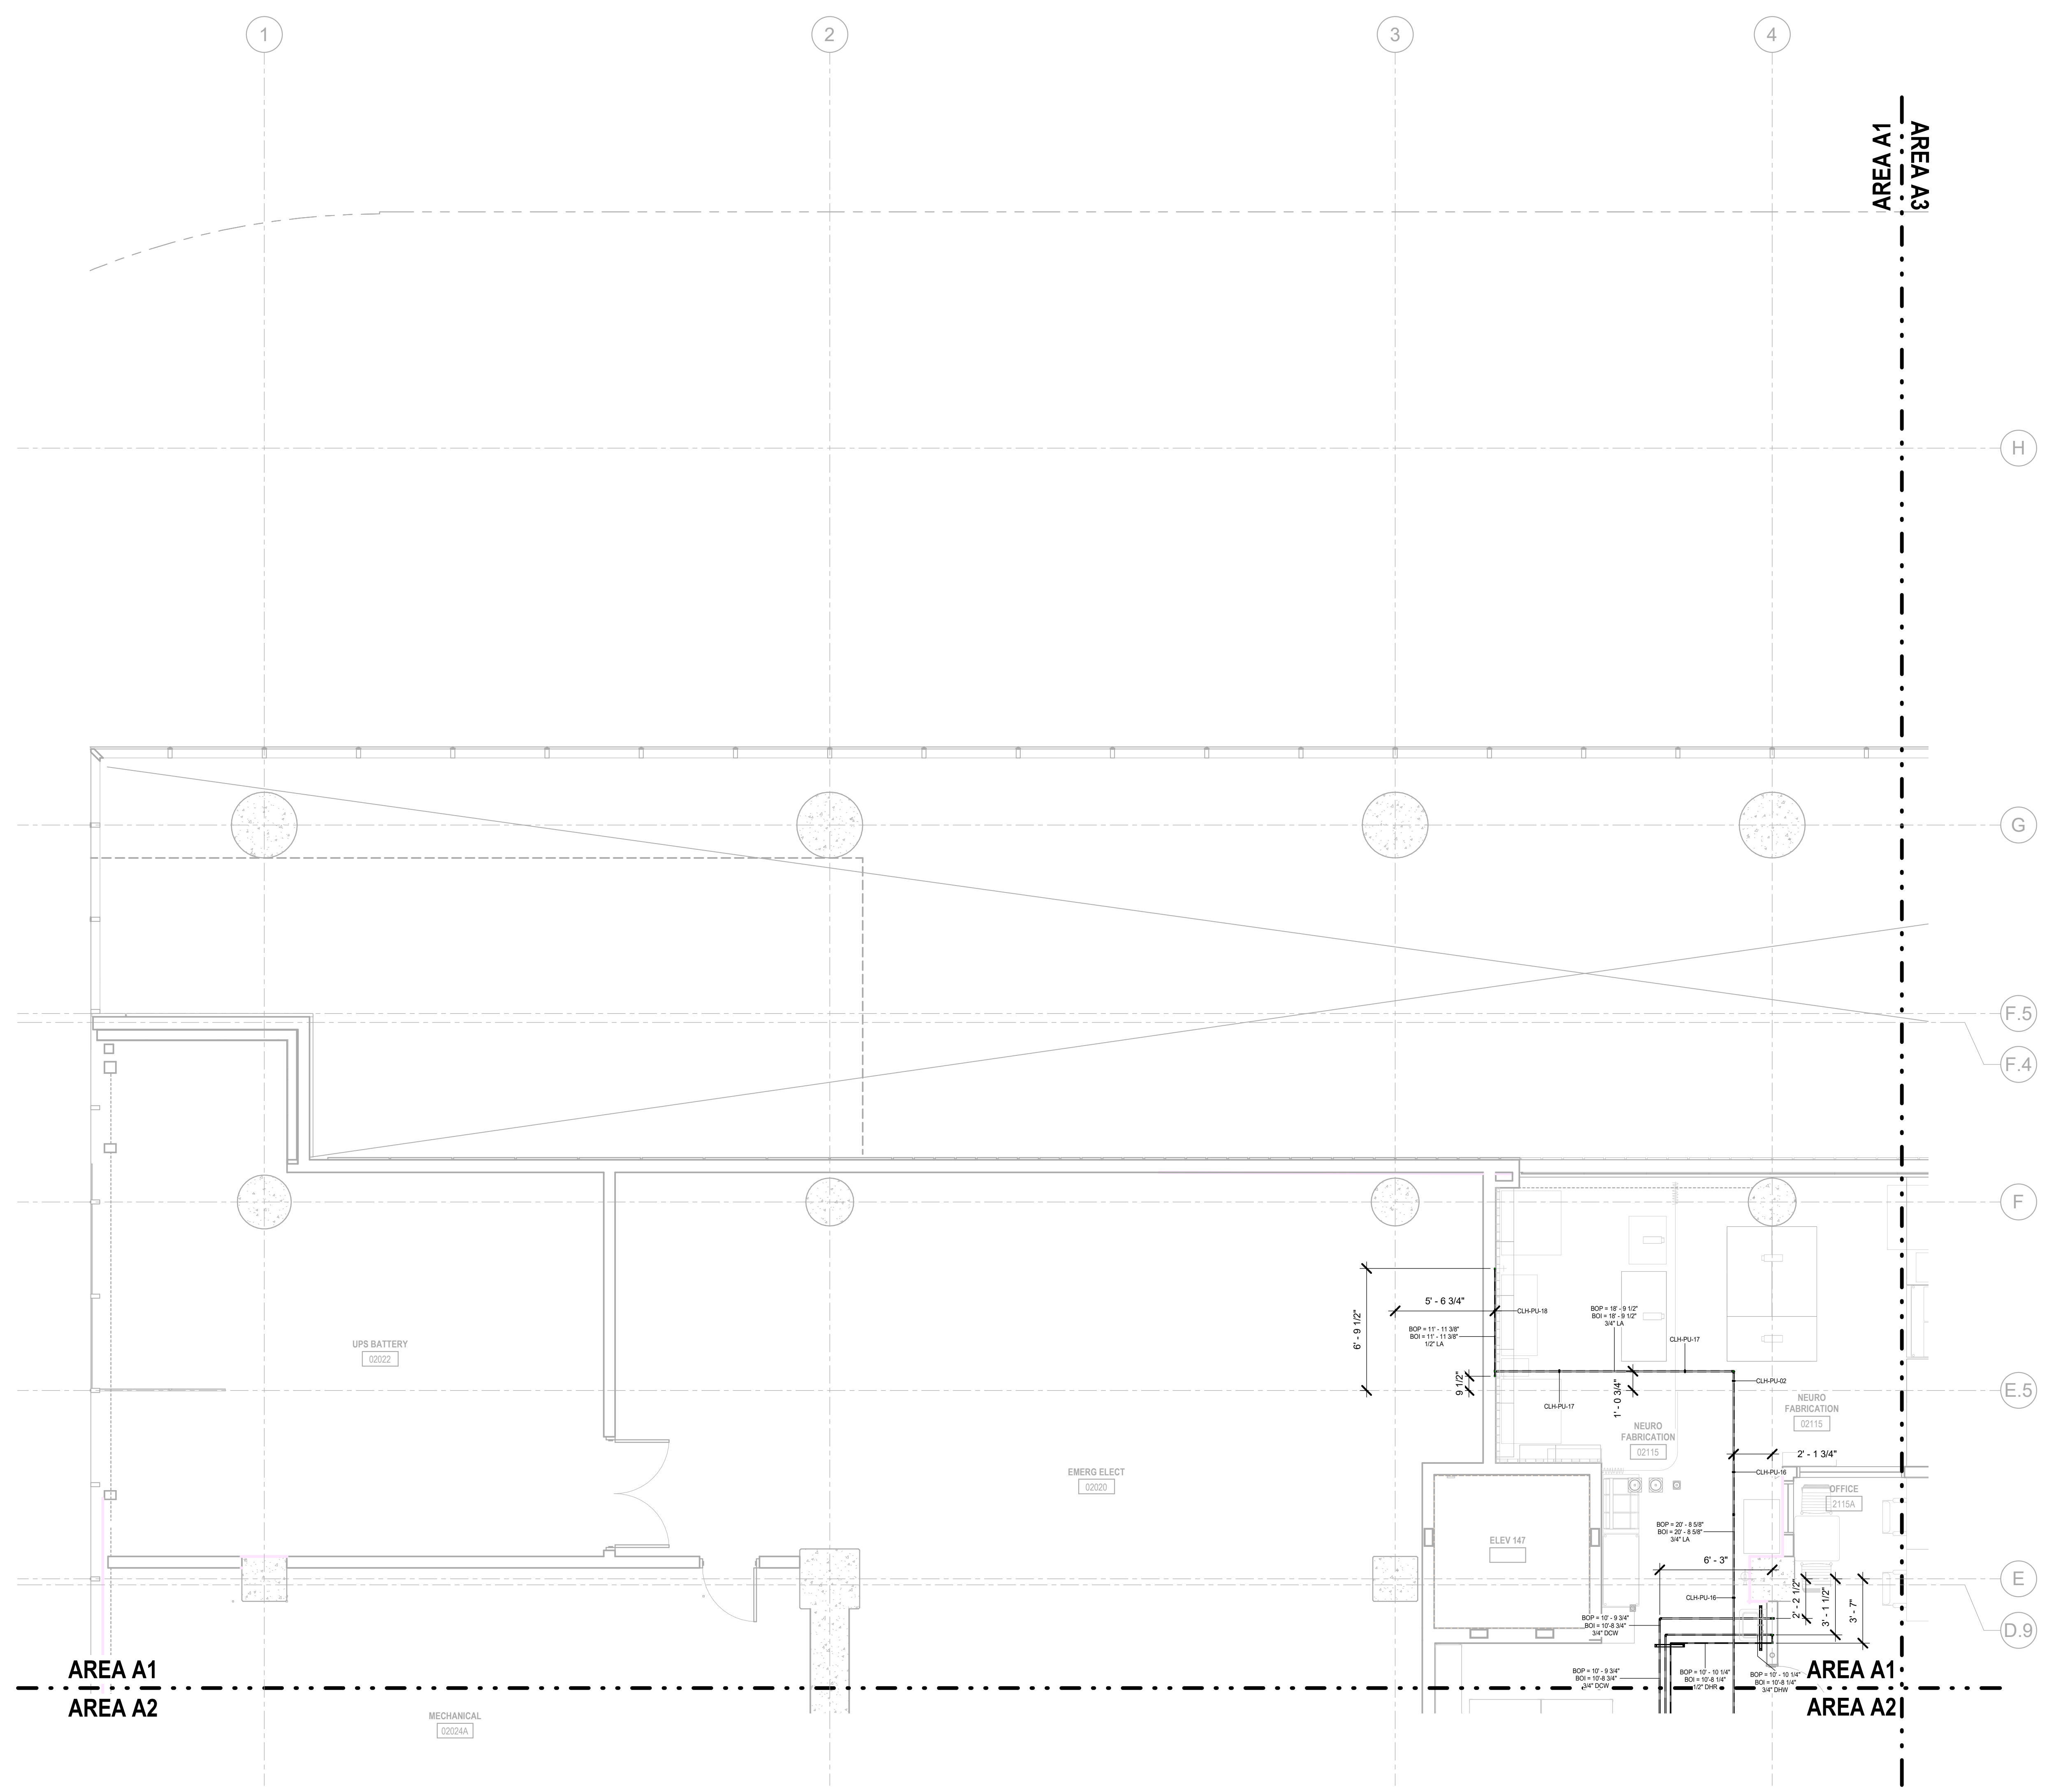 1
2
3
4
AREA A1
AREA A3
H
G
F.5
F.4
F
5' - 6 3/4"
CLH-PU-18
6' - 9 1/2"
BOP = 11' - 11 3/8"
BOI = 11' - 11 3/8"
1/2" LA
BOP = 18' - 9 1/2"
BOI = 18' - 9 1/2"
3/4" LA
CLH-PU-17
UPS BATTERY
02022
9 1/2"
CLH-PU-17
1' - 0 3/4"
CLH-PU-02
E.5
NEURO
FABRICATION
02115
NEURO
FABRICATION
02115
2' - 1 3/4"
CLH-PU-16
EMERG ELECT
02020
OFFICE
2115A
ELEV 147
BOP = 20' - 8 5/8"
BOI = 20' - 8 5/8"
3/4" LA
6' - 3"
E
CLH-PU-16
2' - 2 1/2"
3' - 1 1/2"
3' - 7"
BOP = 10' - 9 3/4"
BOI = 10'-8 3/4"
3/4" DCW
D.9
AREA A1
BOP = 10' - 9 3/4"
BOI = 10'-8 3/4"
3/4" DCW
BOP = 10' - 10 1/4"
BOI = 10'-8 1/4"
1/2" DHR
BOP = 10' - 10 1/4"
BOI = 10'-8 1/4"
3/4" DHW
AREA A1
AREA A2
AREA A2
MECHANICAL
02024A